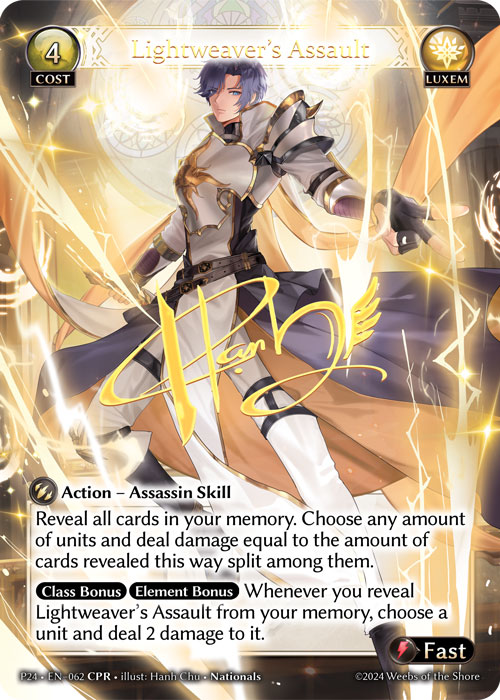 4
COST
Lightweaver's Assault
LUXEM
Hanh
Action – Assassin Skill
Reveal all cards in your memory. Choose any amount
of units and deal damage equal to the amount of
cards revealed this way split among them.
Class Bonus Element Bonus Whenever you reveal
Lightweaver's Assault from your memory, choose a
unit and deal 2 damage to it.
Fast
P24 • EN-062 CPR • illust: Hanh Chu • Nationals
©2024 Weebs of the Shore